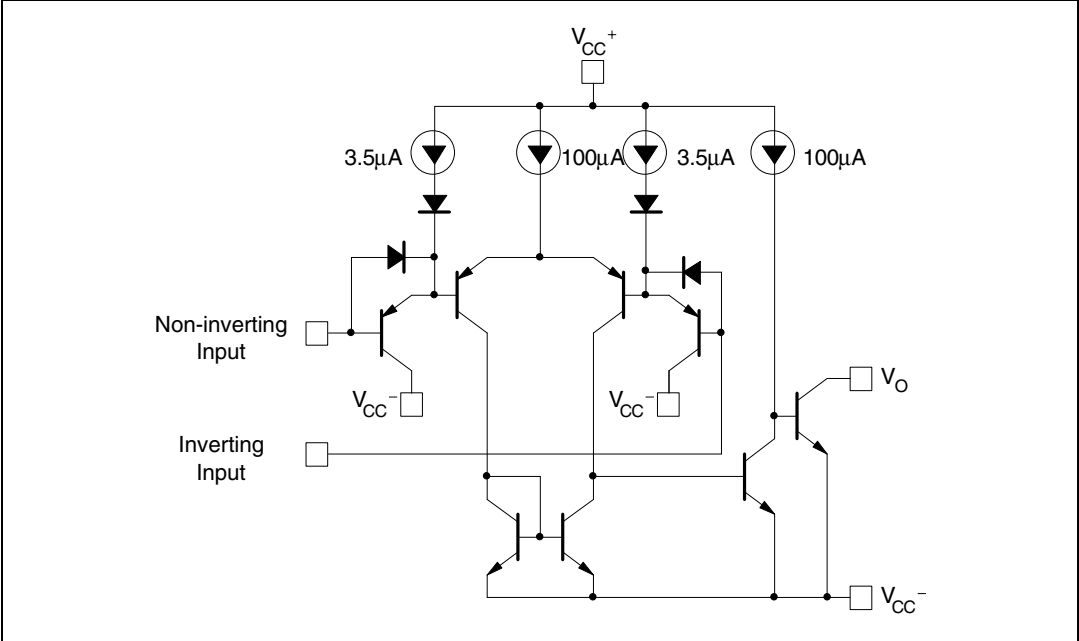 VCC+
3.5µA
100µA
3.5µA
100µA
Non-inverting
Input
VCC−
VCC−
VO
Inverting
Input
VCC−